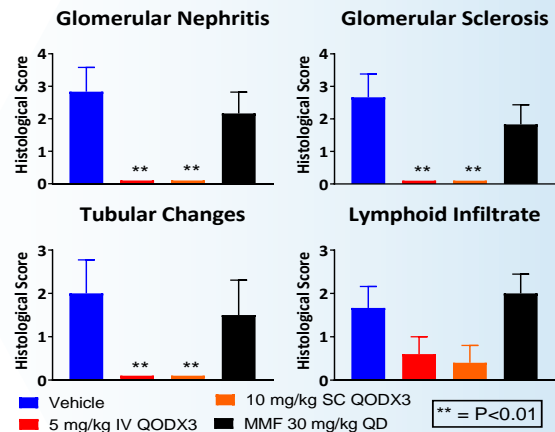 Glomerular Nephritis
Histological Score
4
3
2
1
0
** **
Glomerular Sclerosis
Histological Score
4
3
2
1
0
** **
Tubular Changes
Histological Score
3
2
1
0
** **
Lymphoid Infiltrate
Histological Score
3
2
1
0
Vehicle
5 mg/kg IV QODX3
10 mg/kg SC QODX3
MMF 30 mg/kg QD
** = P<0.01